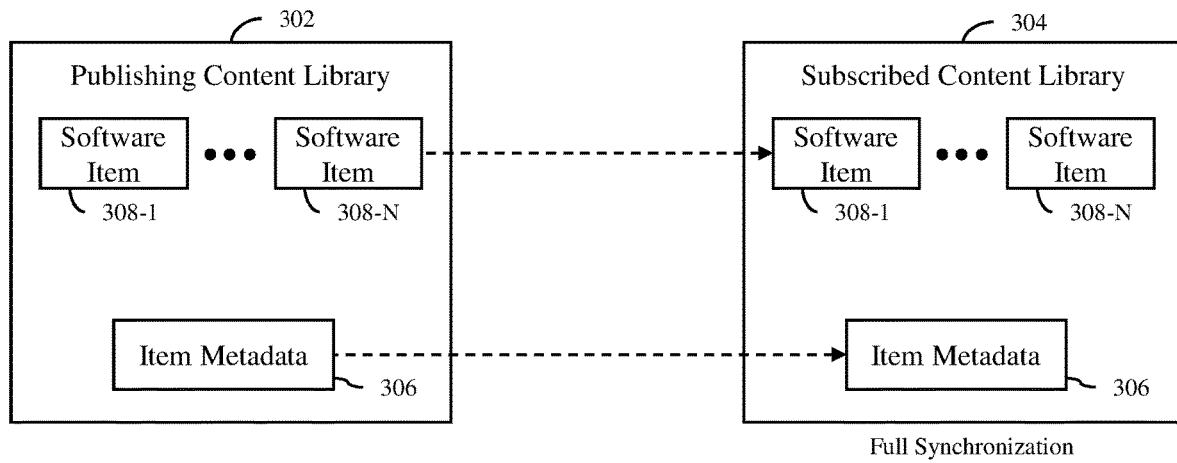 302
304
Publishing Content Library
Subscribed Content Library
Software Item
Software Item
Software Item
Software Item
308-1
308-N
308-1
308-N
Item Metadata
Item Metadata
306
306
Full Synchronization